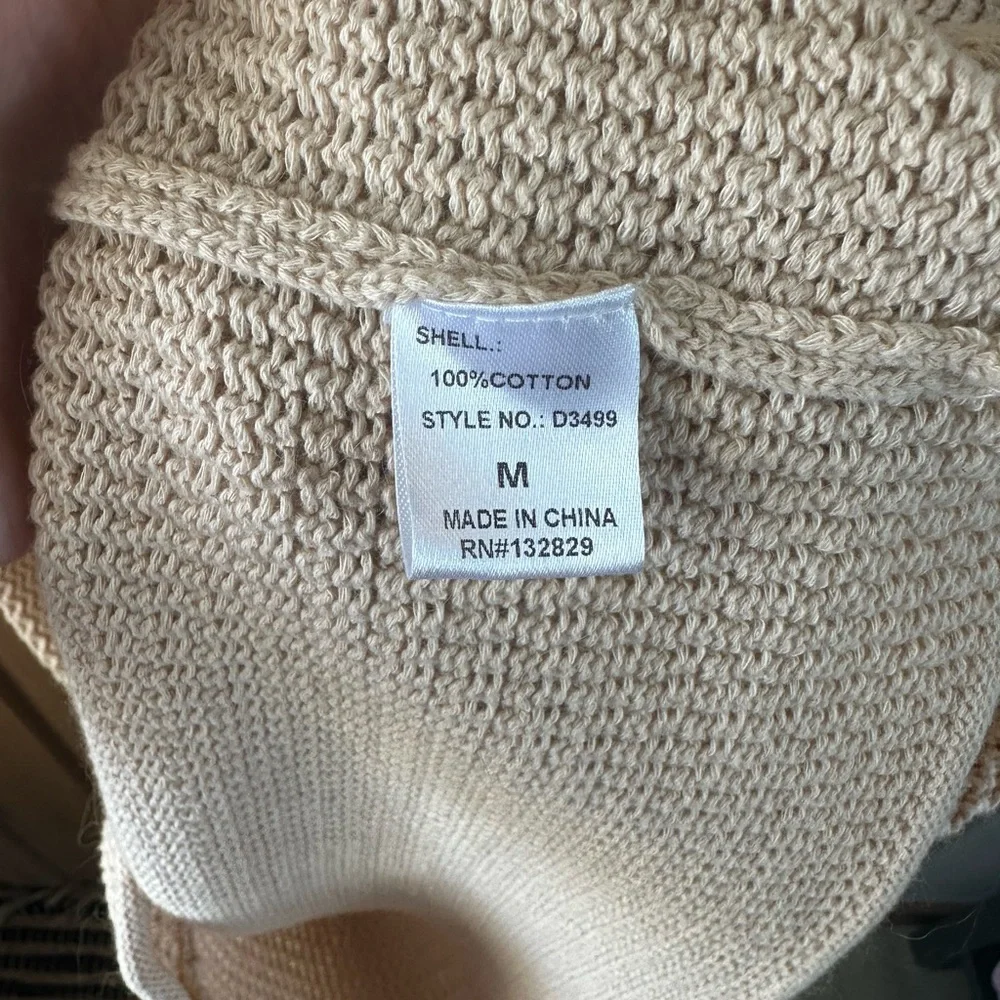 SHELL.:
100%COTTON
STYLE NO.: D3499
M
MADE IN CHINA
RN#132829